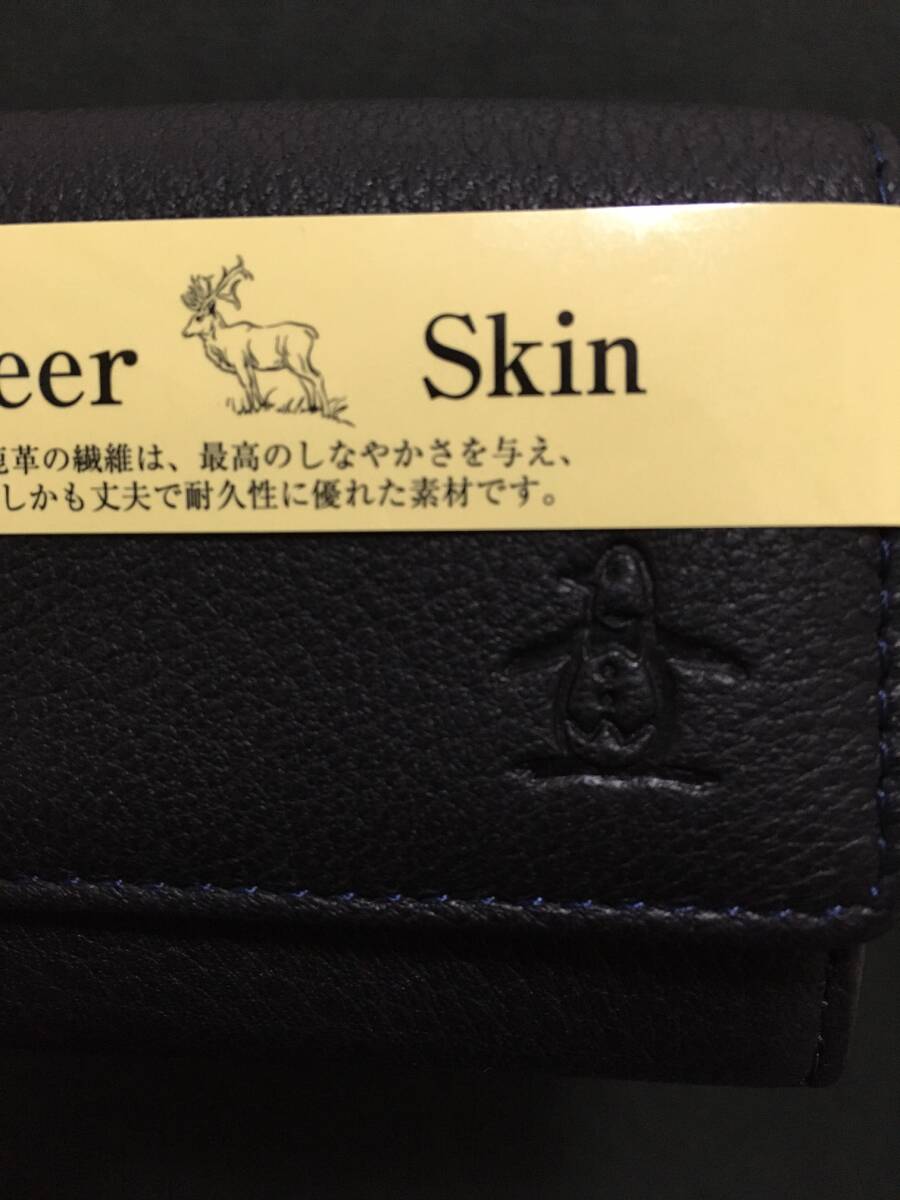 eer Skin
鹿革の繊維は、最高のしなやかさを与え、
しかも丈夫で耐久性に優れた素材です。